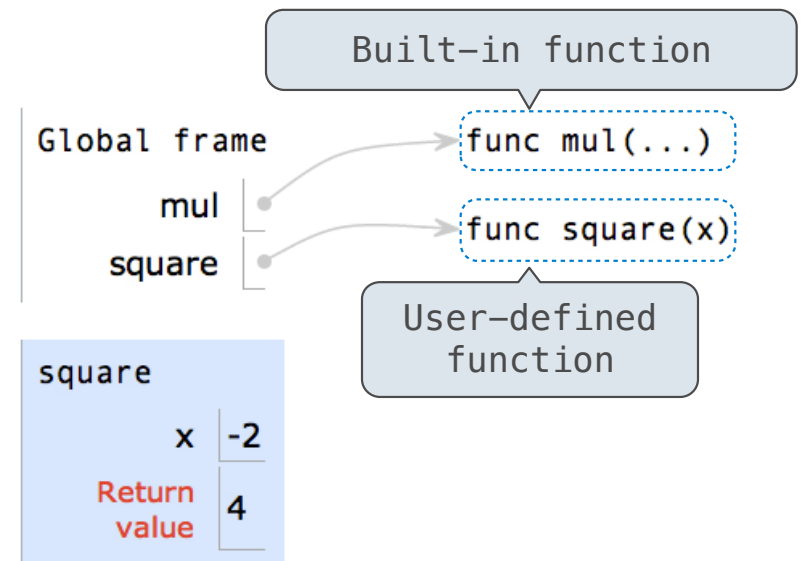 Built-in function
Global frame
func mul(...)
mul
square
func square(x)
User-defined
function
square
x -2
Return
value
4